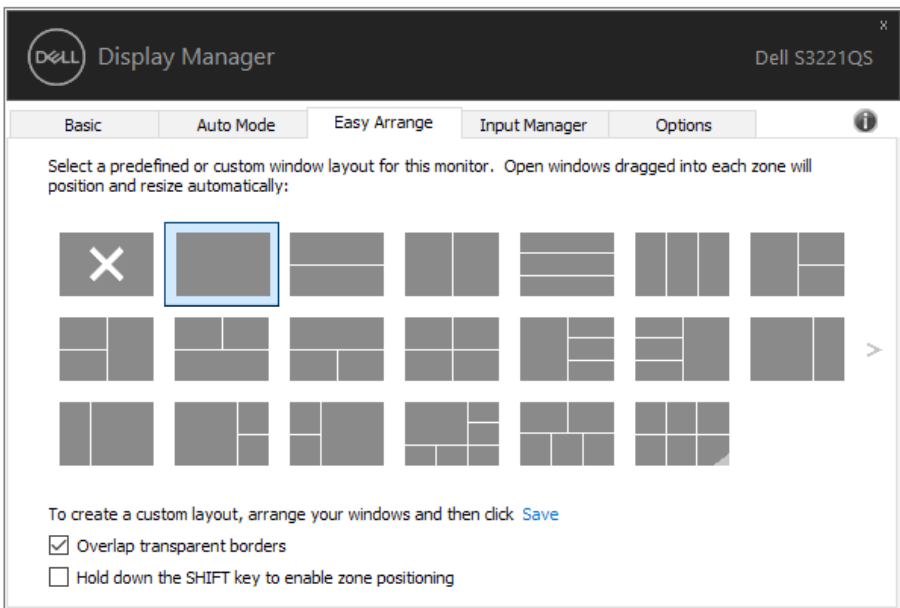 x
DELL Display Manager Dell S3221QS
Basic Auto Mode Easy Arrange Input Manager Options
Select a predefined or custom window layout for this monitor.  Open windows dragged into each zone will
position and resize automatically:
>
To create a custom layout, arrange your windows and then click Save
Overlap transparent borders
Hold down the SHIFT key to enable zone positioning